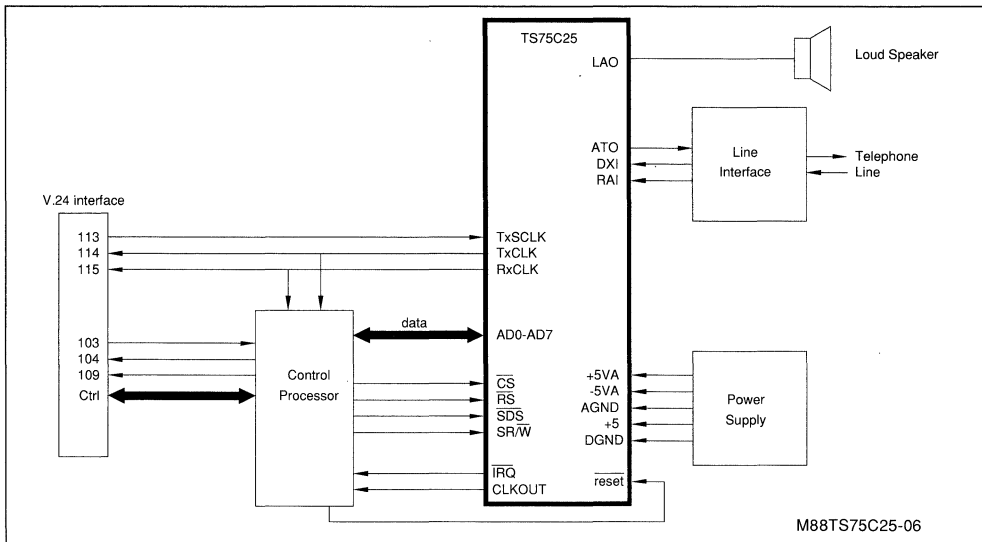 TS75C25
LAO
Loud Speaker
ATO
DXI
RAI
Line
Interface
Telephone
Line
V.24 interface
113
114
115
TxSCLK
TxCLK
RxCLK
data
AD0-AD7
103
104
109
Ctrl
Control
Processor
CS
RS
SDS
SR/W
IRQ
CLKOUT
+5VA
-5VA
AGND
+5
DGND
reset
Power
Supply
M88TS75C25-06